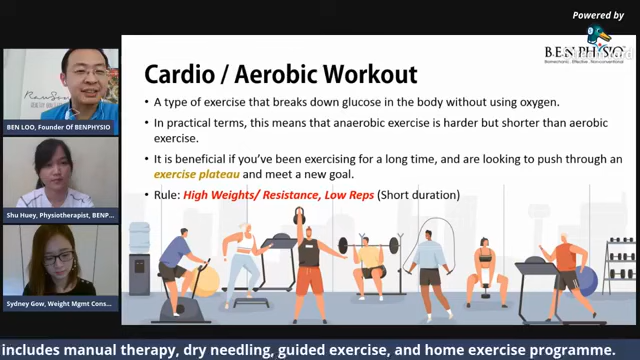 Powered by
BENPHYSIO
Biomechanic . Effective . Nonconventional
Cardio / Aerobic Workout
• A type of exercise that breaks down glucose in the body without using oxygen.
• In practical terms, this means that anaerobic exercise is harder but shorter than aerobic
exercise.
• It is beneficial if you've been exercising for a long time, and are looking to push through an
exercise plateau and meet a new goal.
• Rule: High Weights/ Resistance, Low Reps (Short duration)
BEN LOO, Founder Of BENPHYSIO
Shu Huey, Physiotherapist, BENP...
Sydney Gow, Weight Mgmt Cons...
includes manual therapy, dry needling, guided exercise, and home exercise programme.